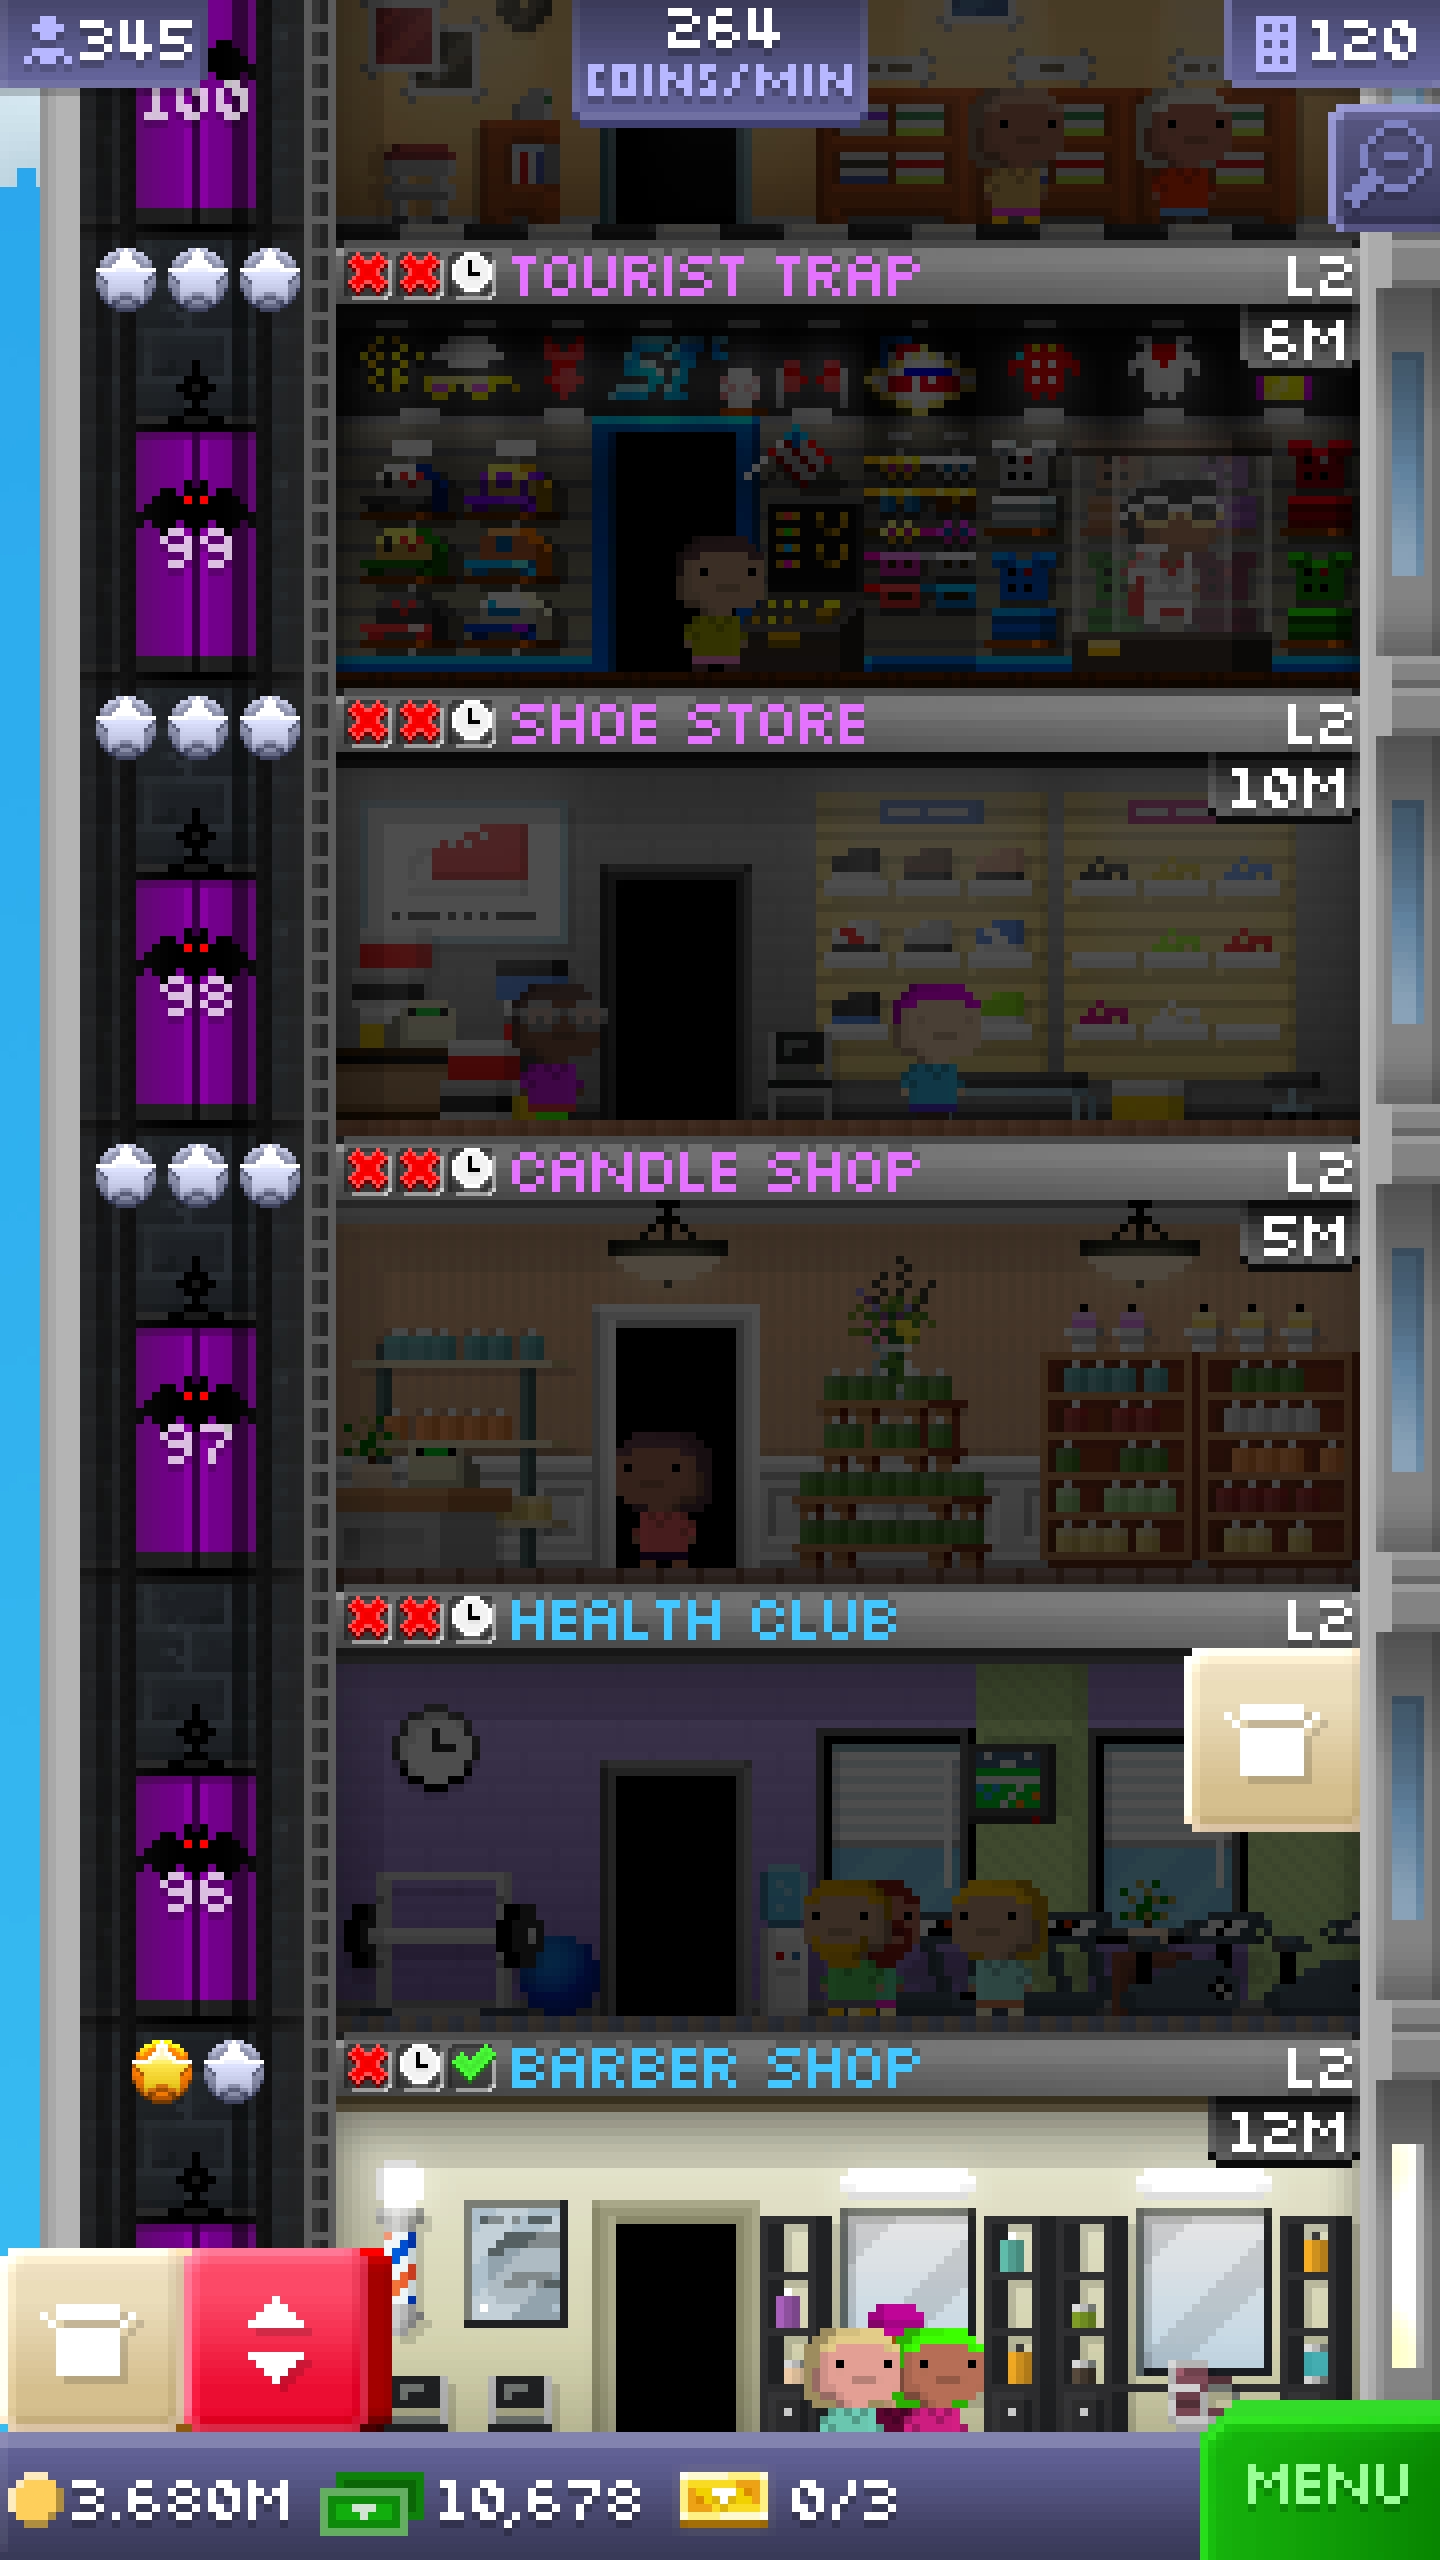 345
264
COINS/MIN
120
100
TOURIST TRAP
L2
6M
99
SHOE STORE
L2
10M
98
CANDLE SHOP
L2
5M
97
HEALTH CLUB
L2
96
BARBER SHOP
L2
12M
3.680M
10,678
0/3
MENU